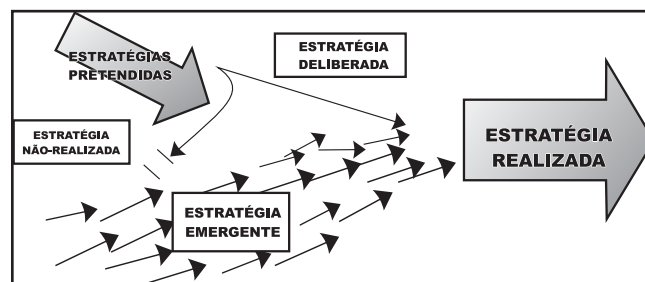 ESTRATÉGIAS
PRETENDIDAS
ESTRATÉGIA
DELIBERADA
ESTRATÉGIA
NÃO-REALIZADA
ESTRATÉGIA
REALIZADA
ESTRATÉGIA
EMERGENTE